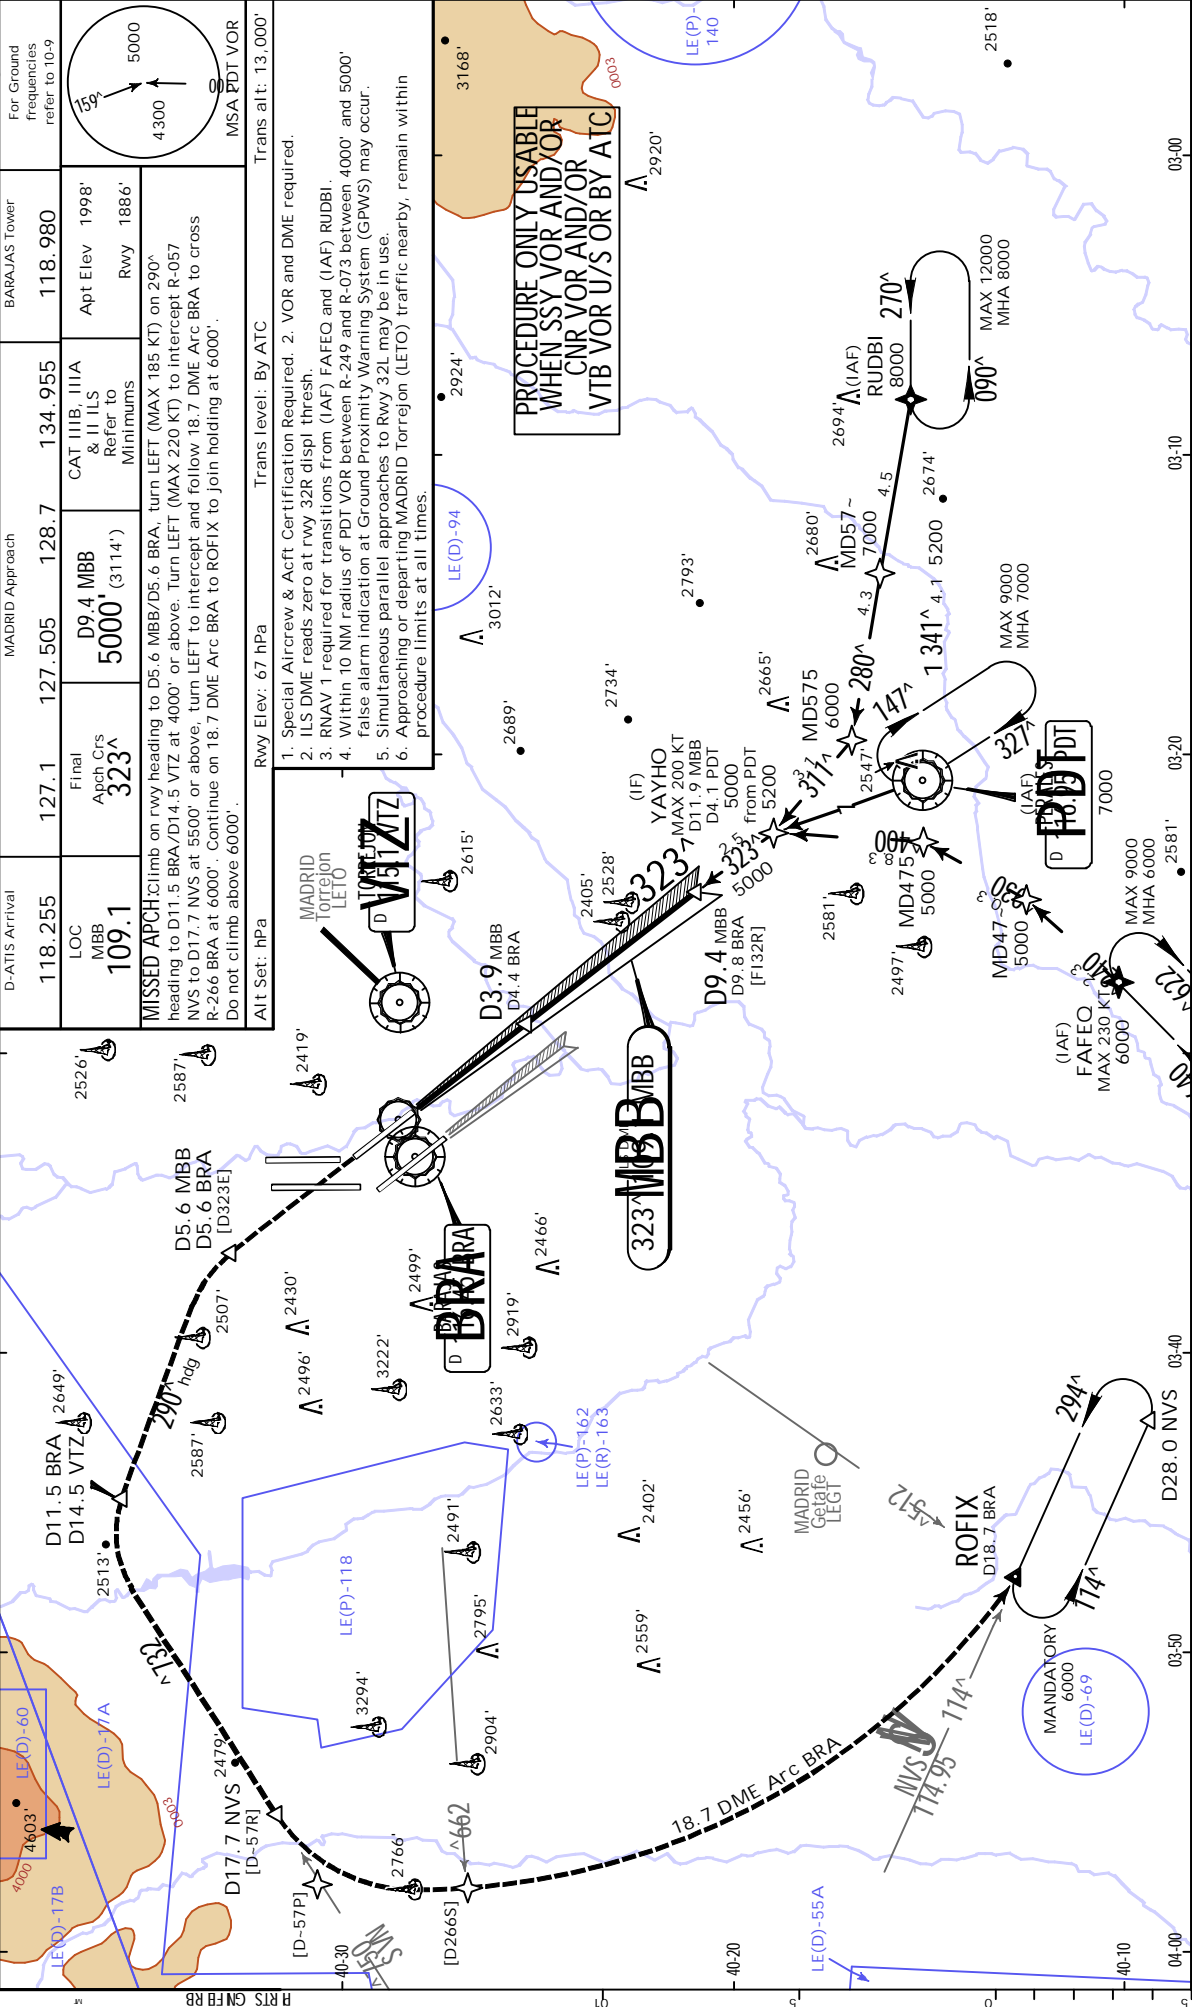 D-ATIS Arrival
118.255
MADRID Approach
127.1 127.505 128.7 134.955
BARAJAS Tower
118.980
For Ground
frequencies
refer to 10-9
LOC
MBB
109.1
Final
Apch Crs
323^
D9.4 MBB
5000' (3114')
CAT IIIB, IIIA
& II ILS
Refer to
Minimums
Apt Elev 1998'
Rwy 1886'
159^
5000
4300
MSA PDT VOR
MISSED APCH:Climb on rwy heading to D5.6 MBB/D5.6 BRA, turn LEFT (MAX 185 KT) on 290^
heading to D11.5 BRA/D14.5 VTZ at 4000' or above. Turn LEFT (MAX 220 KT) to intercept R-057
NVS to D17.7 NVS at 5500' or above, turn LEFT to intercept and follow 18.7 DME Arc BRA to cross
R-266 BRA at 6000'. Continue on 18.7 DME Arc BRA to ROFIX to join holding at 6000'.
Do not climb above 6000'.
Alt Set: hPa Rwy Elev: 67 hPa Trans level: By ATC Trans alt: 13,000'
1. Special Aircrew & Acft Certification Required. 2. VOR and DME required.
2. ILS DME reads zero at rwy 32R displ thresh.
3. RNAV 1 required for transitions from (IAF) FAFEQ and (IAF) RUDBI.
4. Within 10 NM radius of PDT VOR between R-249 and R-073 between 4000' and 5000'
false alarm indication at Ground Proximity Warning System (GPWS) may occur.
5. Simultaneous parallel approaches to Rwy 32L may be in use.
6. Approaching or departing MADRID Torrejon (LETO) traffic nearby, remain within
procedure limits at all times.
PROCEDURE ONLY USABLE
WHEN SSY VOR AND/OR
CNR VOR AND/OR
VTB VOR U/S OR BY ATC
LE(P)-
140
3168'
2518'
2920'
2924'
LE(D)-94
3012'
2793'
2734'
2689'
2665'
2680'
2694'
2674'
(IAF)
RUDBI
8000
270^
090^
MAX 12000
MHA 8000
4.5
MD57~
7000
4.3
280^
4.1 5200
MD575
6000
311^
147^
327^
MAX 9000
MHA 7000
2547'
(IAF)
PDT
7000
(IF)
YAYHO
MAX 200 KT
D11.9 MBB
D4.1 PDT
5000
from PDT
5200
323^
5000
323^
D9.4 MBB
D9.8 BRA
[FI32R]
MD475
5000
MD47~
5000
(IAF)
FAFEQ
MAX 230 KT
6000
MAX 9000
MHA 6000
2581'
2581'
2497'
2405'
2528'
2615'
MADRID
Torrejon
LETO
TORREJON
VTZ
D3.9 MBB
D4.4 BRA
MBB
BRA
D5.6 MBB
D5.6 BRA
[D323E]
2526'
2587'
2419'
2507'
2430'
2499'
2466'
2496'
3222'
2919'
2633'
2649'
2587'
290^
hdg
D11.5 BRA
D14.5 VTZ
2513'
LE(P)-162
LE(R)-163
LE(P)-118
2491'
2795'
3294'
2904'
2402'
2456'
2559'
MADRID
Getafe
LEGT
294^
114^
D28.0 NVS
ROFIX
D18.7 BRA
MANDATORY
6000
LE(D)-69
114^
NVS
114.95
18.7 DME Arc BRA
2479'
D17.7 NVS
[D~57R]
[D~57P]
2766'
[D266S]
LE(D)-60
LE(D)-17A
LE(D)-17B
4603'
4000
LE(D)-55A
40-30
40-20
40-10
03-00
03-10
03-20
03-40
03-50
04-00
10
5
0
5